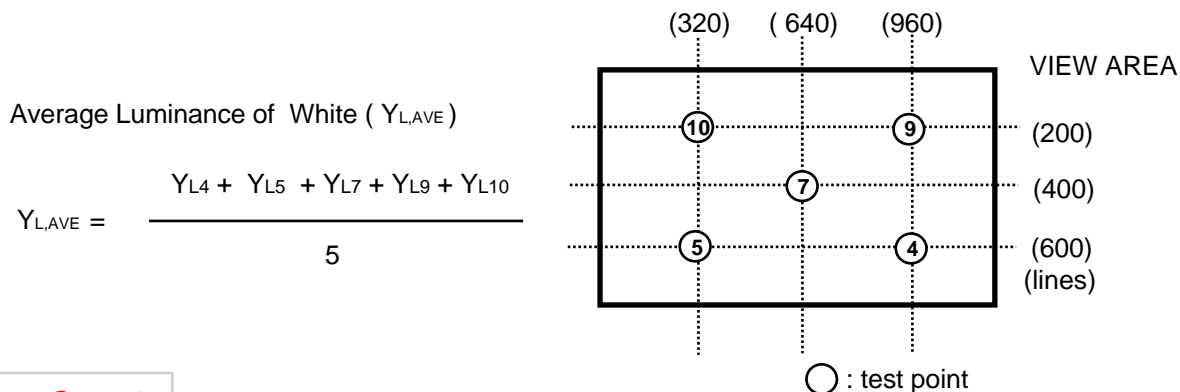 (320) ( 640) (960)
VIEW AREA
Average Luminance of White ( YL,AVE )
10 9 (200)
YL4 + YL5 + YL7 + YL9 + YL10
7 (400)
YL,AVE =
5
5 4 (600)
(lines)
: test point